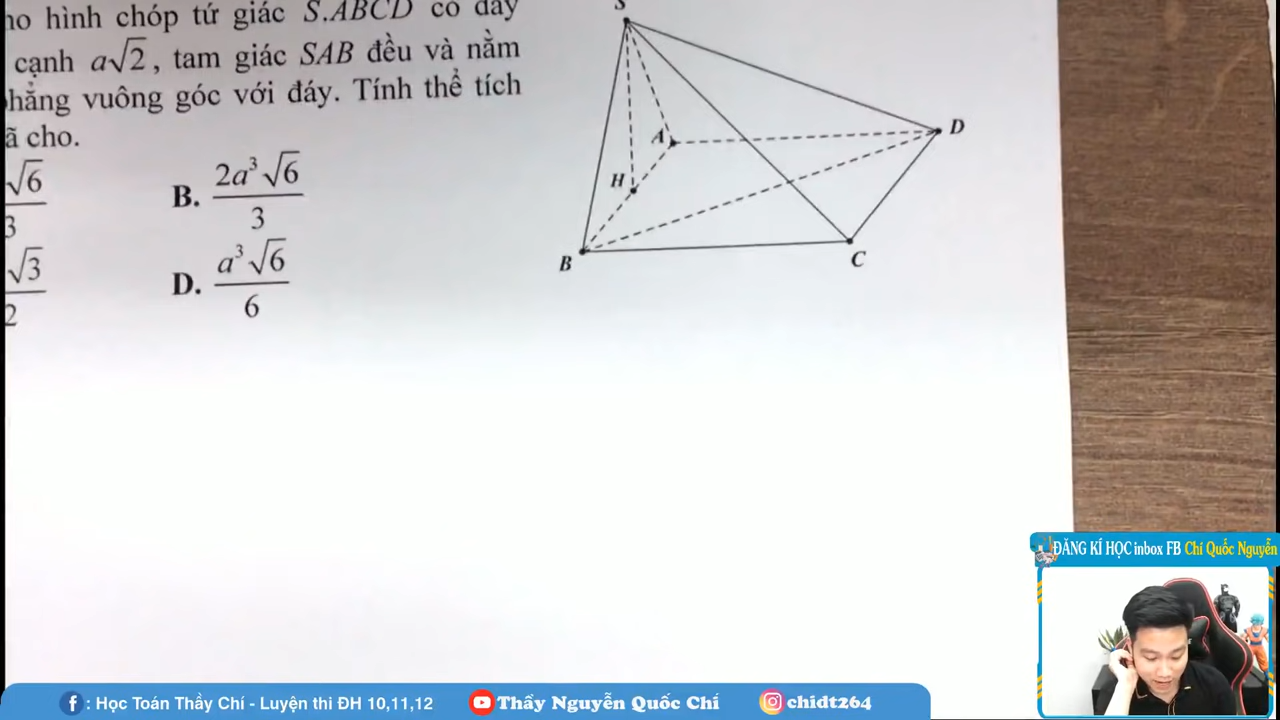 ho hình chóp tứ giác S.ABCD có đáy
cạnh a√2, tam giác SAB đều và nằm
hẳng vuông góc với đáy. Tính thể tích
ã cho.
√6/3
B. 2a³√6/3
√3/2
D. a³√6/6
S
A
D
H
B
C
ĐĂNG KÍ HỌC inbox FB Chí Quốc Nguyễn
: Học Toán Thầy Chí - Luyện thi ĐH 10,11,12
Thầy Nguyễn Quốc Chí
chidt264